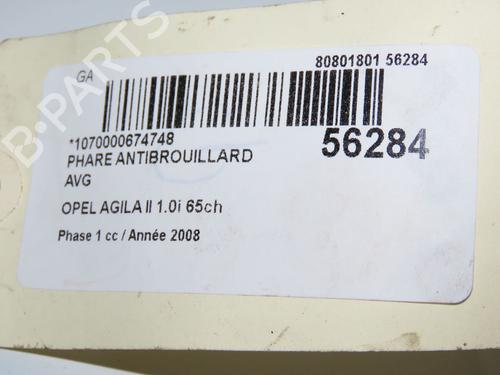 GA
80801801 56284
*1070000674748
56284
PHARE ANTIBROUILLARD
AVG
OPEL AGILA II 1.0i 65ch
Phase 1 cc / Année 2008
B-PARTS